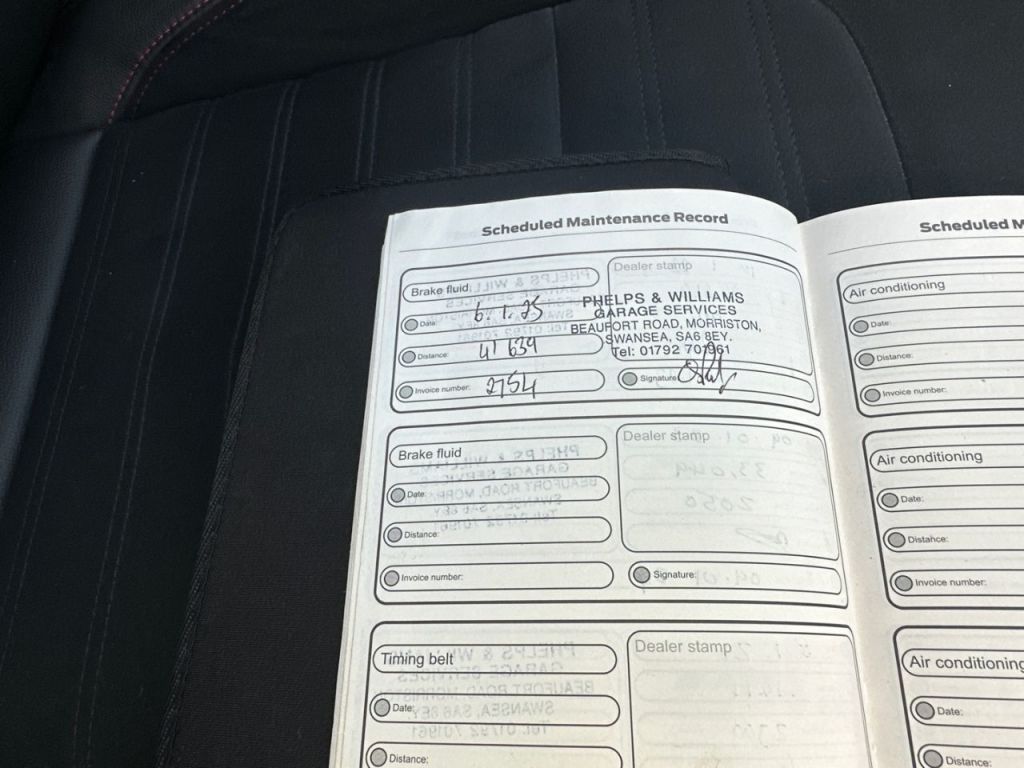 Scheduled Maintenance Record
Brake fluid
Date: 6.1.25
Distance: 41 639
Invoice number: 2754
Dealer stamp
PHELPS & WILLIAMS
GARAGE SERVICES
BEAUFORT ROAD, MORRISTON,
SWANSEA, SA6 8EY.
Tel: 01792 701961
Signature:
Brake fluid
Date:
Distance:
Invoice number:
Dealer stamp
Signature:
Timing belt
Date:
Distance:
Dealer stamp
Scheduled M
Air conditioning
Date:
Distance:
Invoice number:
Air conditioning
Date:
Distance:
Invoice number:
Air conditioning
Date:
Distance: